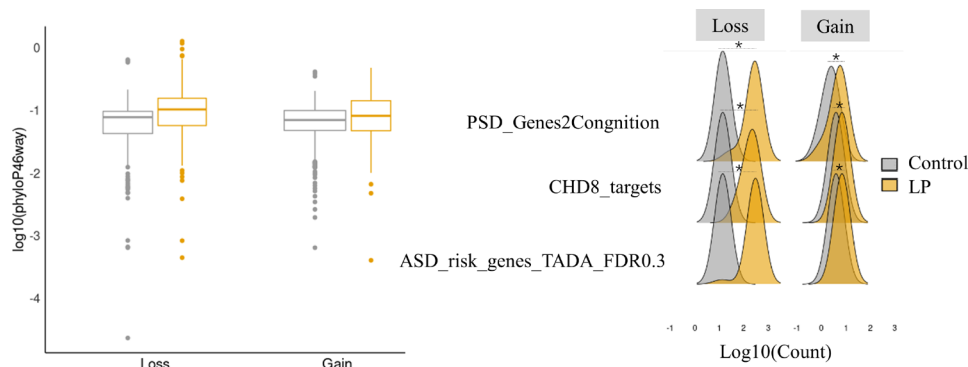 log10(phyloP46way)
0
-1
-2
-3
-4
Loss
Gain
Loss
Gain
*
*
PSD_Genes2Congnition
*
*
CHD8_targets
*
*
ASD_risk_genes_TADA_FDR0.3
Control
LP
-1 0 1 2 3
-1 0 1 2 3
Log10(Count)